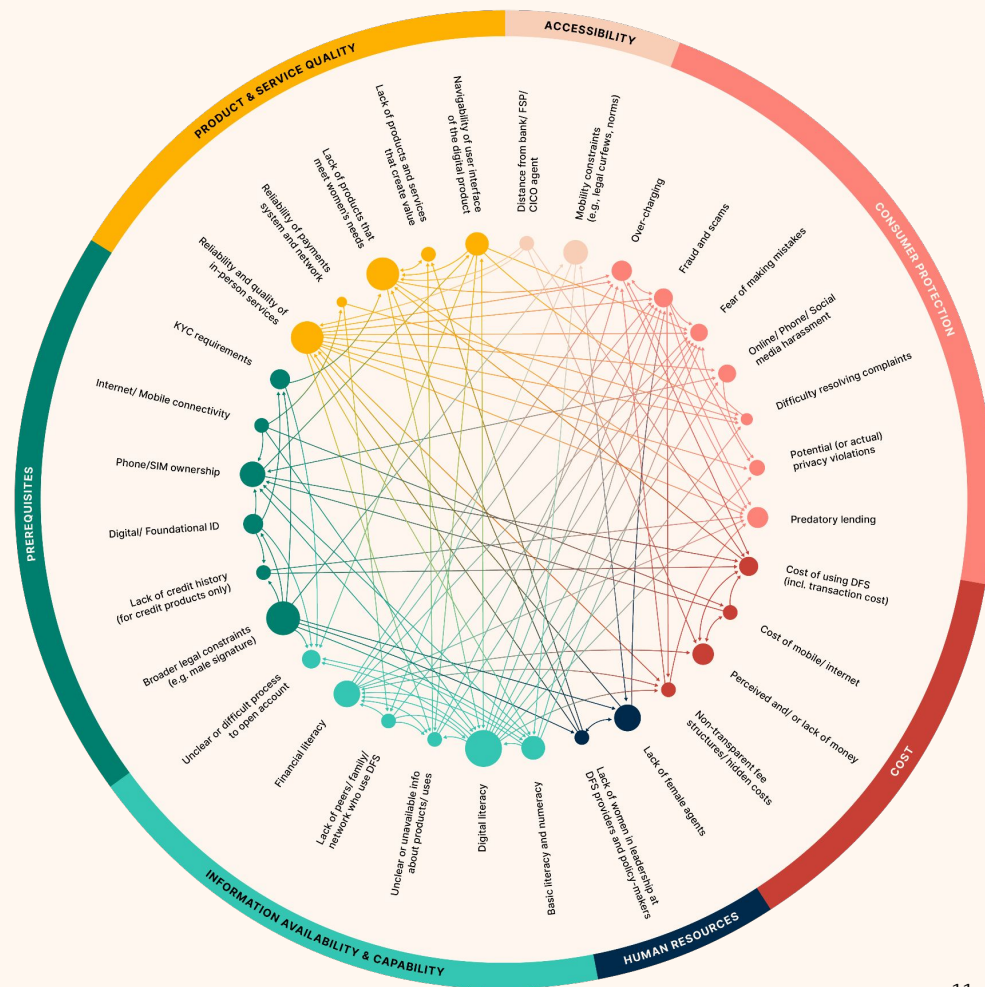 ACCESSIBILITY
PRODUCT & SERVICE QUALITY
CONSUMER PROTECTION
PREREQUISITES
COST
INFORMATION AVAILABILITY & CAPABILITY
HUMAN RESOURCES
Distance from bank/ FSP/
CICO agent
Mobility constraints
(e.g., legal curfews, norms)
Over-charging
Fraud and scams
Fear of making mistakes
Online/ Phone/ Social
media harassment
Difficulty resolving complaints
Potential (or actual)
privacy violations
Predatory lending
Cost of using DFS
(incl. transaction cost)
Cost of mobile/ internet
Perceived and/ or lack of money
Non-transparent fee
structures/ hidden costs
Lack of female agents
Lack of women in leadership at
DFS providers and policy-makers
Basic literacy and numeracy
Digital literacy
Unclear or unavailable info
about products/ uses
Lack of peers/ family/
network who use DFS
Financial literacy
Unclear or difficult process
to open account
Broader legal constraints
(e.g. male signature)
Lack of credit history
(for credit products only)
Digital/ Foundational ID
Phone/SIM ownership
Internet/ Mobile connectivity
KYC requirements
Reliability and quality of
in-person services
Reliability of payments
system and network
Lack of products that
meet women's needs
Lack of products and services
that create value
Navigability of user interface
of the digital product